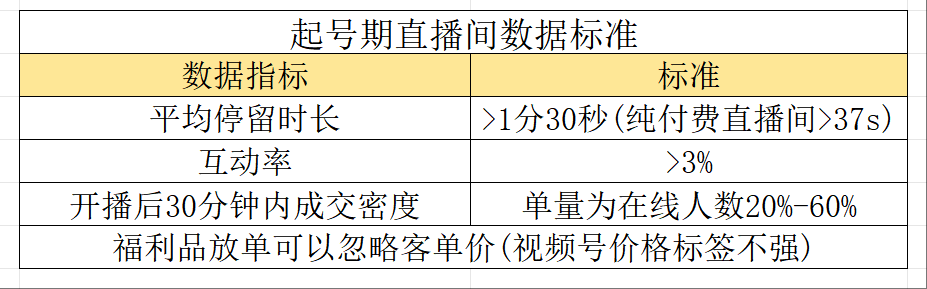 起号期直播间数据标准
数据指标 标准
平均停留时长 >1分30秒(纯付费直播间>37s)
互动率 >3%
开播后30分钟内成交密度 单量为在线人数20%-60%
福利品放单可以忽略客单价(视频号价格标签不强)